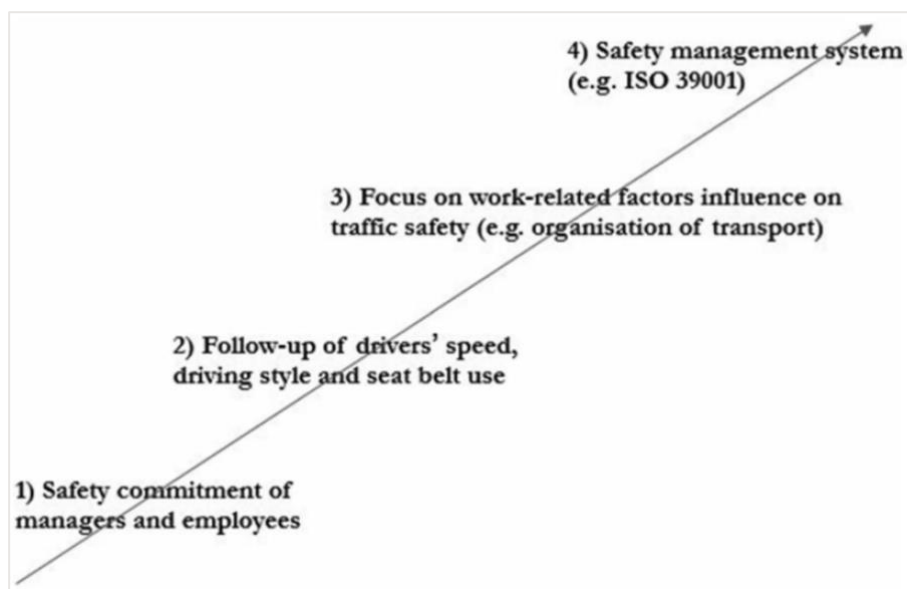 4) Safety management system
(e.g. ISO 39001)
3) Focus on work-related factors influence on
traffic safety (e.g. organisation of transport)
2) Follow-up of drivers’ speed,
driving style and seat belt use
1) Safety commitment of
managers and employees